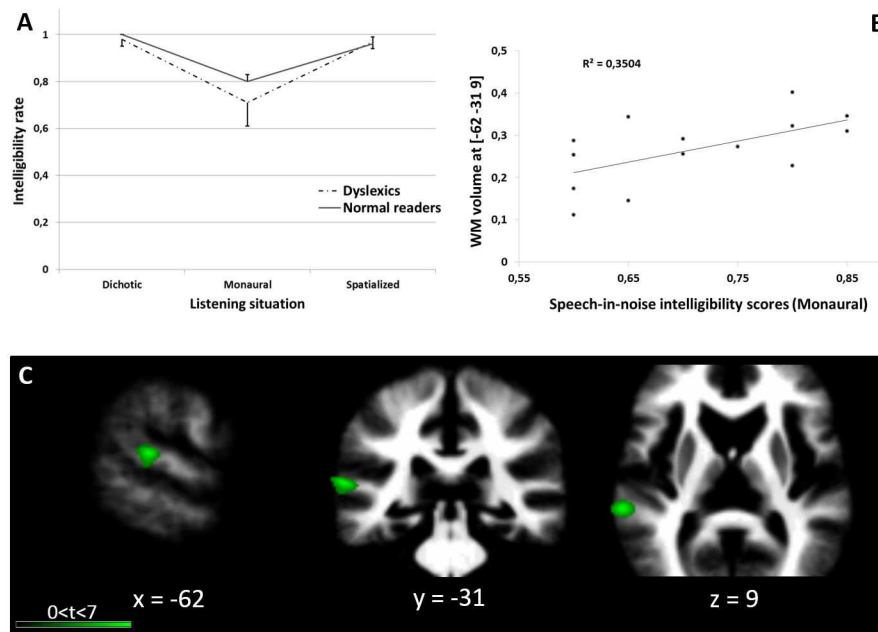 A
Intelligibility rate
1
0,8
0,6
0,4
0,2
0
Dichotic
Monaural
Spatialized
Listening situation
Dyslexics
Normal readers
WM volume at [-62 -31 9]
0,5
0,4
0,3
0,2
0,1
0
R² = 0,3504
0,55
0,65
0,75
0,85
Speech-in-noise intelligibility scores (Monaural)
C
0<t<7
x = -62
y = -31
z = 9